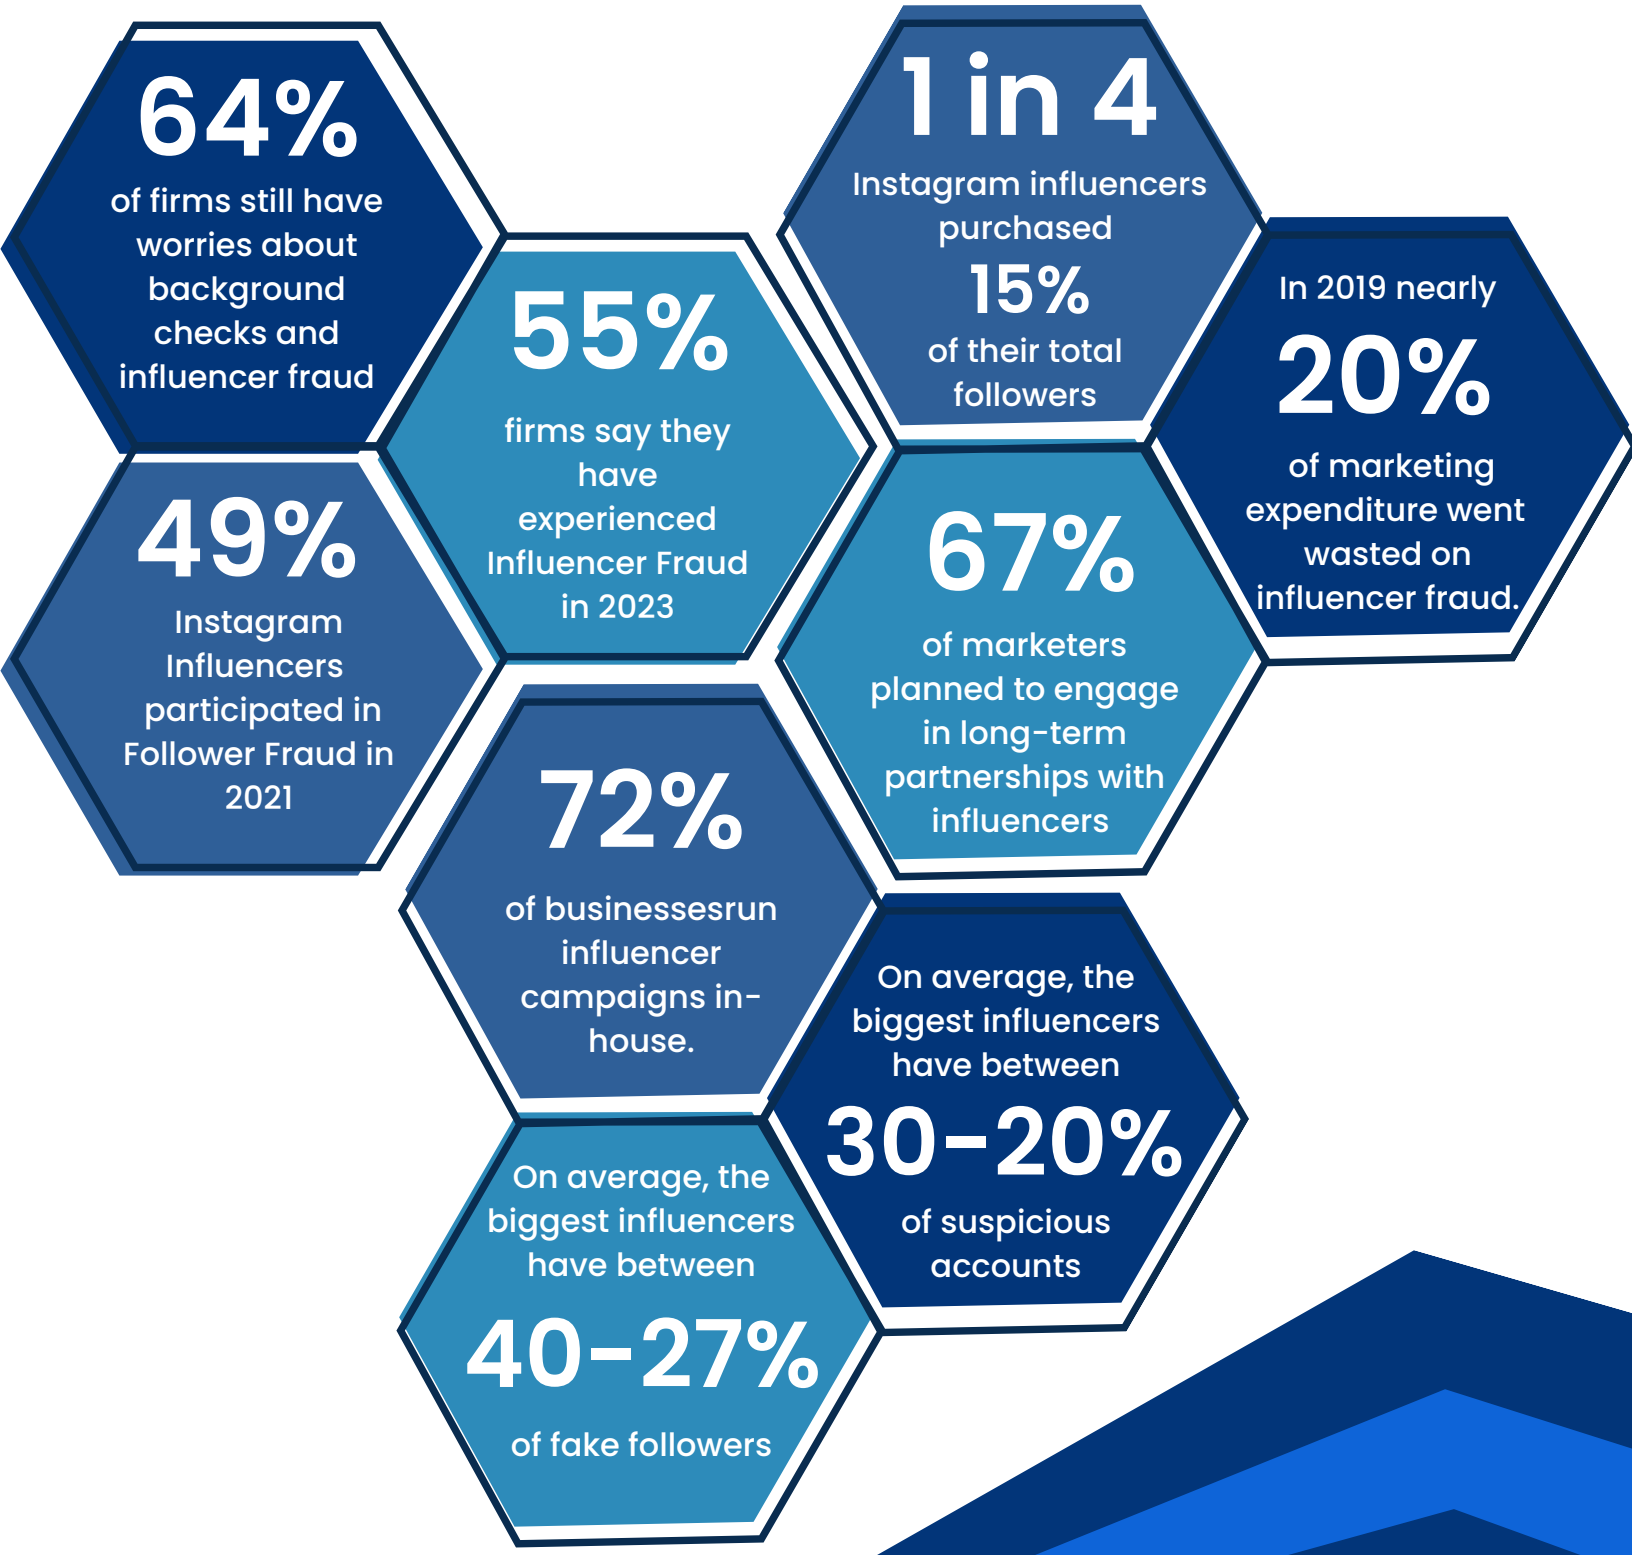 64%
of firms still have
worries about
background
checks and
influencer fraud
55%
firms say they
have
experienced
Influencer Fraud
in 2023
49%
Instagram
Influencers
participated in
Follower Fraud in
2021
1 in 4
Instagram influencers
purchased
15%
of their total
followers
In 2019 nearly
20%
of marketing
expenditure went
wasted on
influencer fraud.
67%
of marketers
planned to engage
in long-term
partnerships with
influencers
72%
of businessesrun
influencer
campaigns in-
house.
On average, the
biggest influencers
have between
30-20%
of suspicious
accounts
On average, the
biggest influencers
have between
40-27%
of fake followers